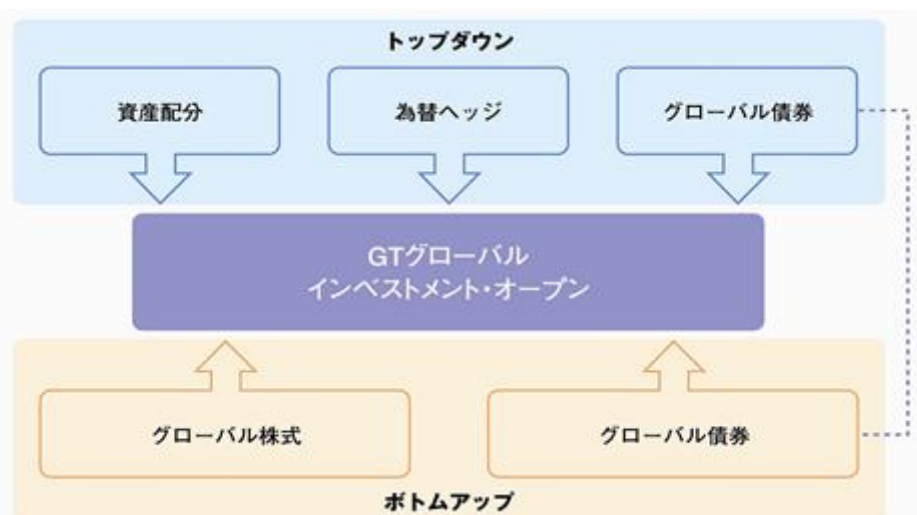 トップダウン
資産配分
為替ヘッジ
グローバル債券
GTグローバル
インベストメント・オープン
グローバル株式
グローバル債券
ボトムアップ